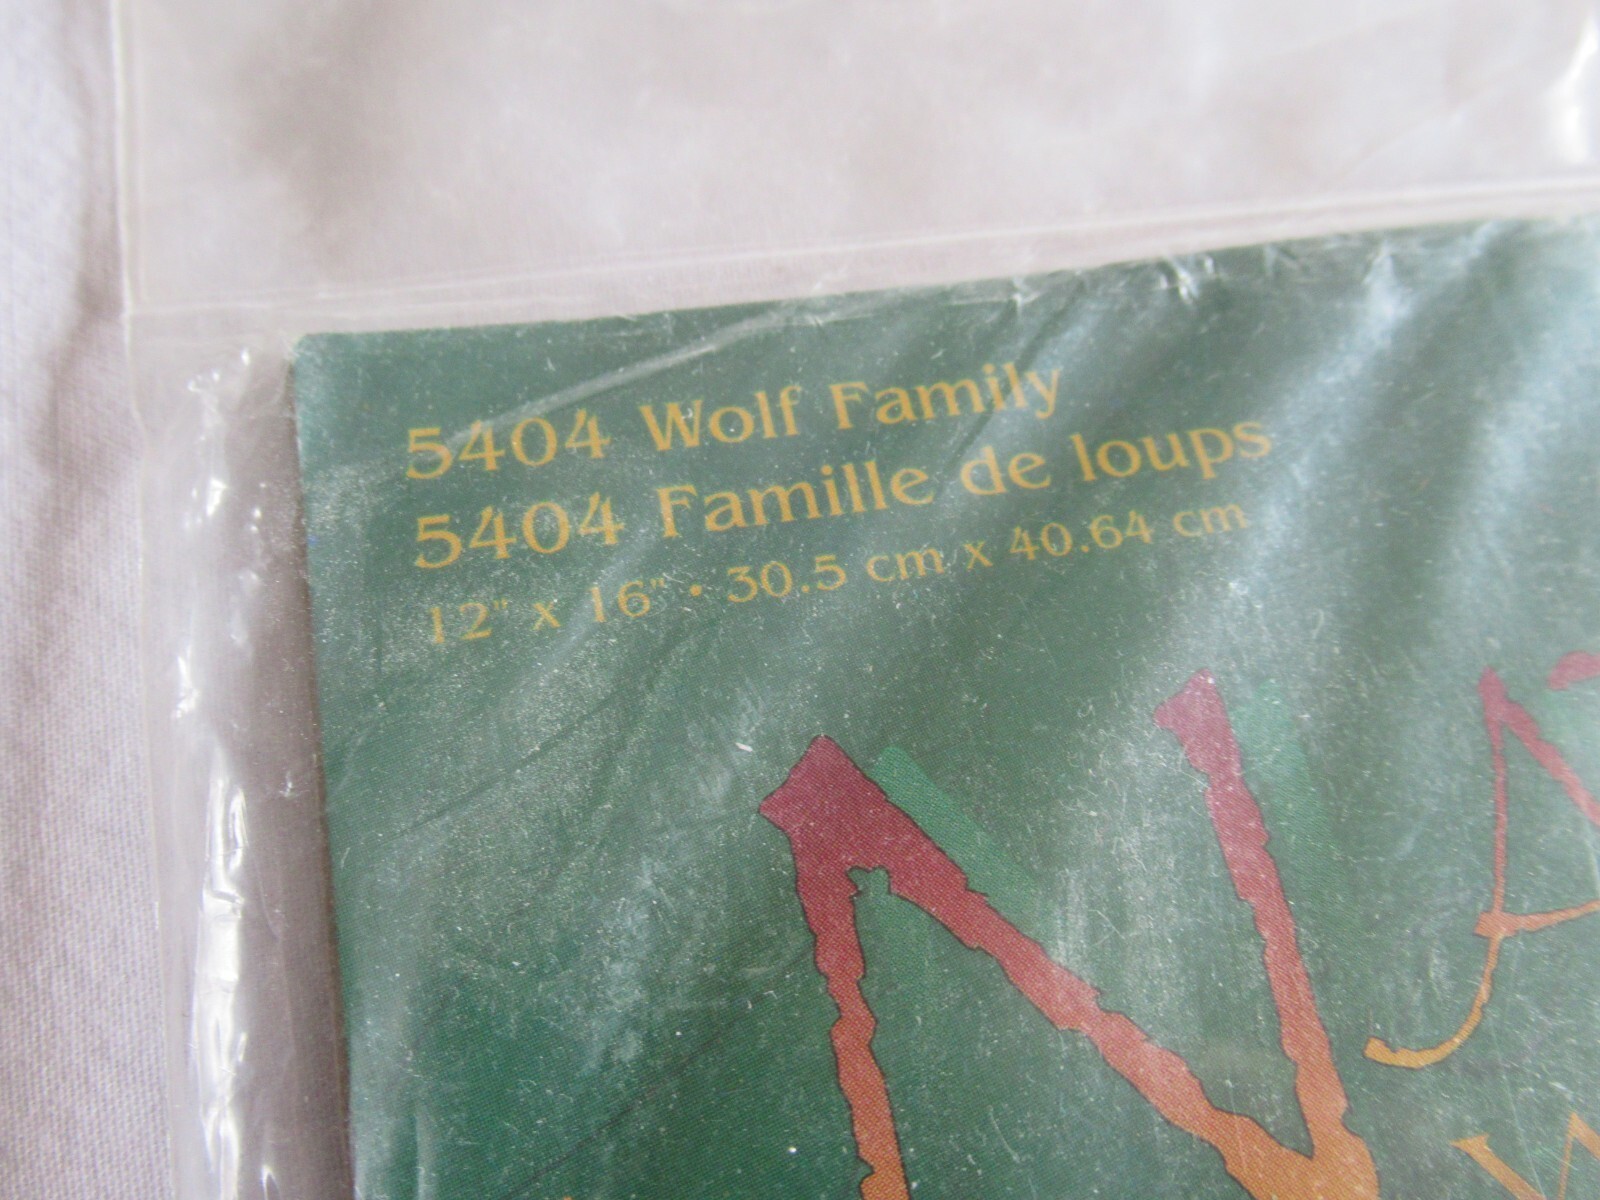 5404 Wolf Family
5404 Famille de loups
12" x 16" • 30.5 cm x 40.64 cm